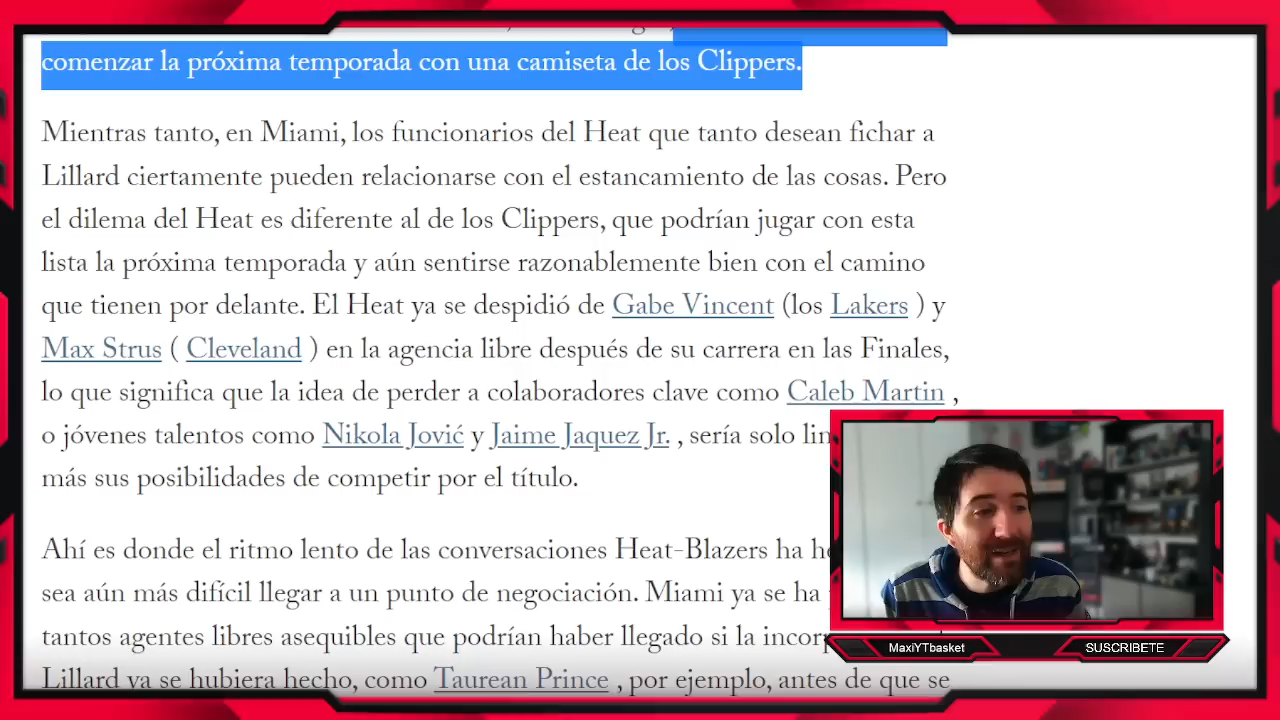 comenzar la próxima temporada con una camiseta de los Clippers.
Mientras tanto, en Miami, los funcionarios del Heat que tanto desean fichar a
Lillard ciertamente pueden relacionarse con el estancamiento de las cosas. Pero
el dilema del Heat es diferente al de los Clippers, que podrían jugar con esta
lista la próxima temporada y aún sentirse razonablemente bien con el camino
que tienen por delante. El Heat ya se despidió de Gabe Vincent (los Lakers ) y
Max Strus ( Cleveland ) en la agencia libre después de su carrera en las Finales,
lo que significa que la idea de perder a colaboradores clave como Caleb Martin ,
o jóvenes talentos como Nikola Jović y Jaime Jaquez Jr. , sería solo
más sus posibilidades de competir por el título.
Ahí es donde el ritmo lento de las conversaciones Heat-Blazers ha
sea aún más difícil llegar a un punto de negociación. Miami ya se ha
tantos agentes libres asequibles que podrían haber llegado si la
Lillard ya se hubiera hecho, como Taurean Prince , por ejemplo, antes de que se
MaxiYTbasket
SUSCRIBETE